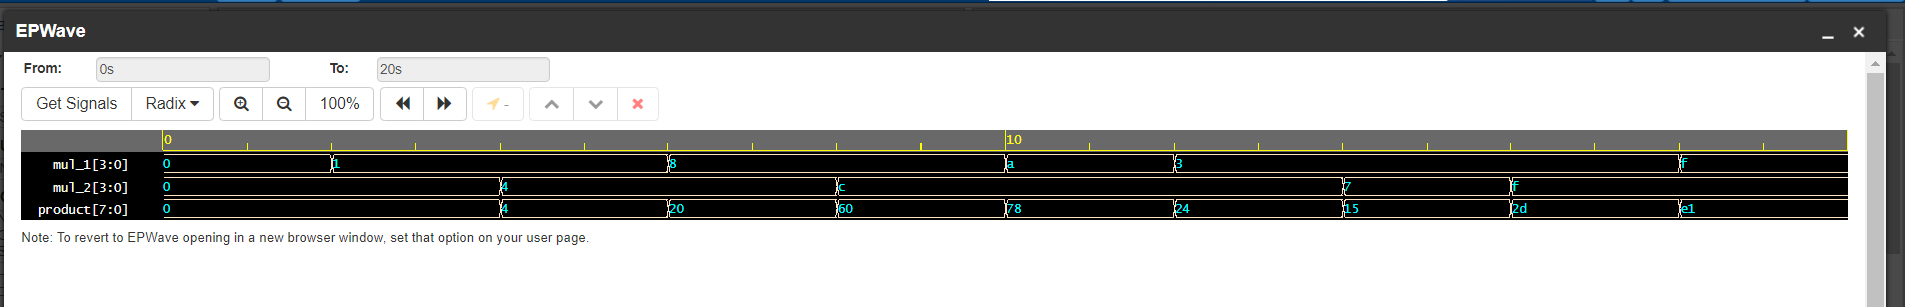 EPWave
From: 0s To: 20s
Get Signals Radix 100% -
0 10
mul_1[3:0] 0 1 8 a 3 f
mul_2[3:0] 0 4 c 7 f
product[7:0] 0 4 20 60 78 24 15 2d e1
Note: To revert to EPWave opening in a new browser window, set that option on your user page.